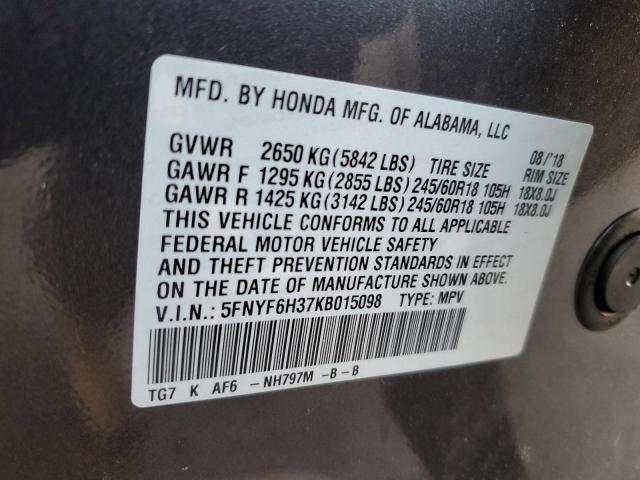 MFD. BY HONDA MFG. OF ALABAMA, LLC
08/'18
GVWR 2650 KG (5842 LBS) TIRE SIZE RIM SIZE
GAWR F 1295 KG (2855 LBS) 245/60R18 105H 18X8.0J
GAWR R 1425 KG (3142 LBS) 245/60R18 105H 18X8.0J
THIS VEHICLE CONFORMS TO ALL APPLICABLE
FEDERAL MOTOR VEHICLE SAFETY
AND THEFT PREVENTION STANDARDS IN EFFECT
ON THE DATE OF MANUFACTURE SHOWN ABOVE.
V.I.N.: 5FNYF6H37KB015098 TYPE: MPV
TG7 K AF6 - NH797M - B - B